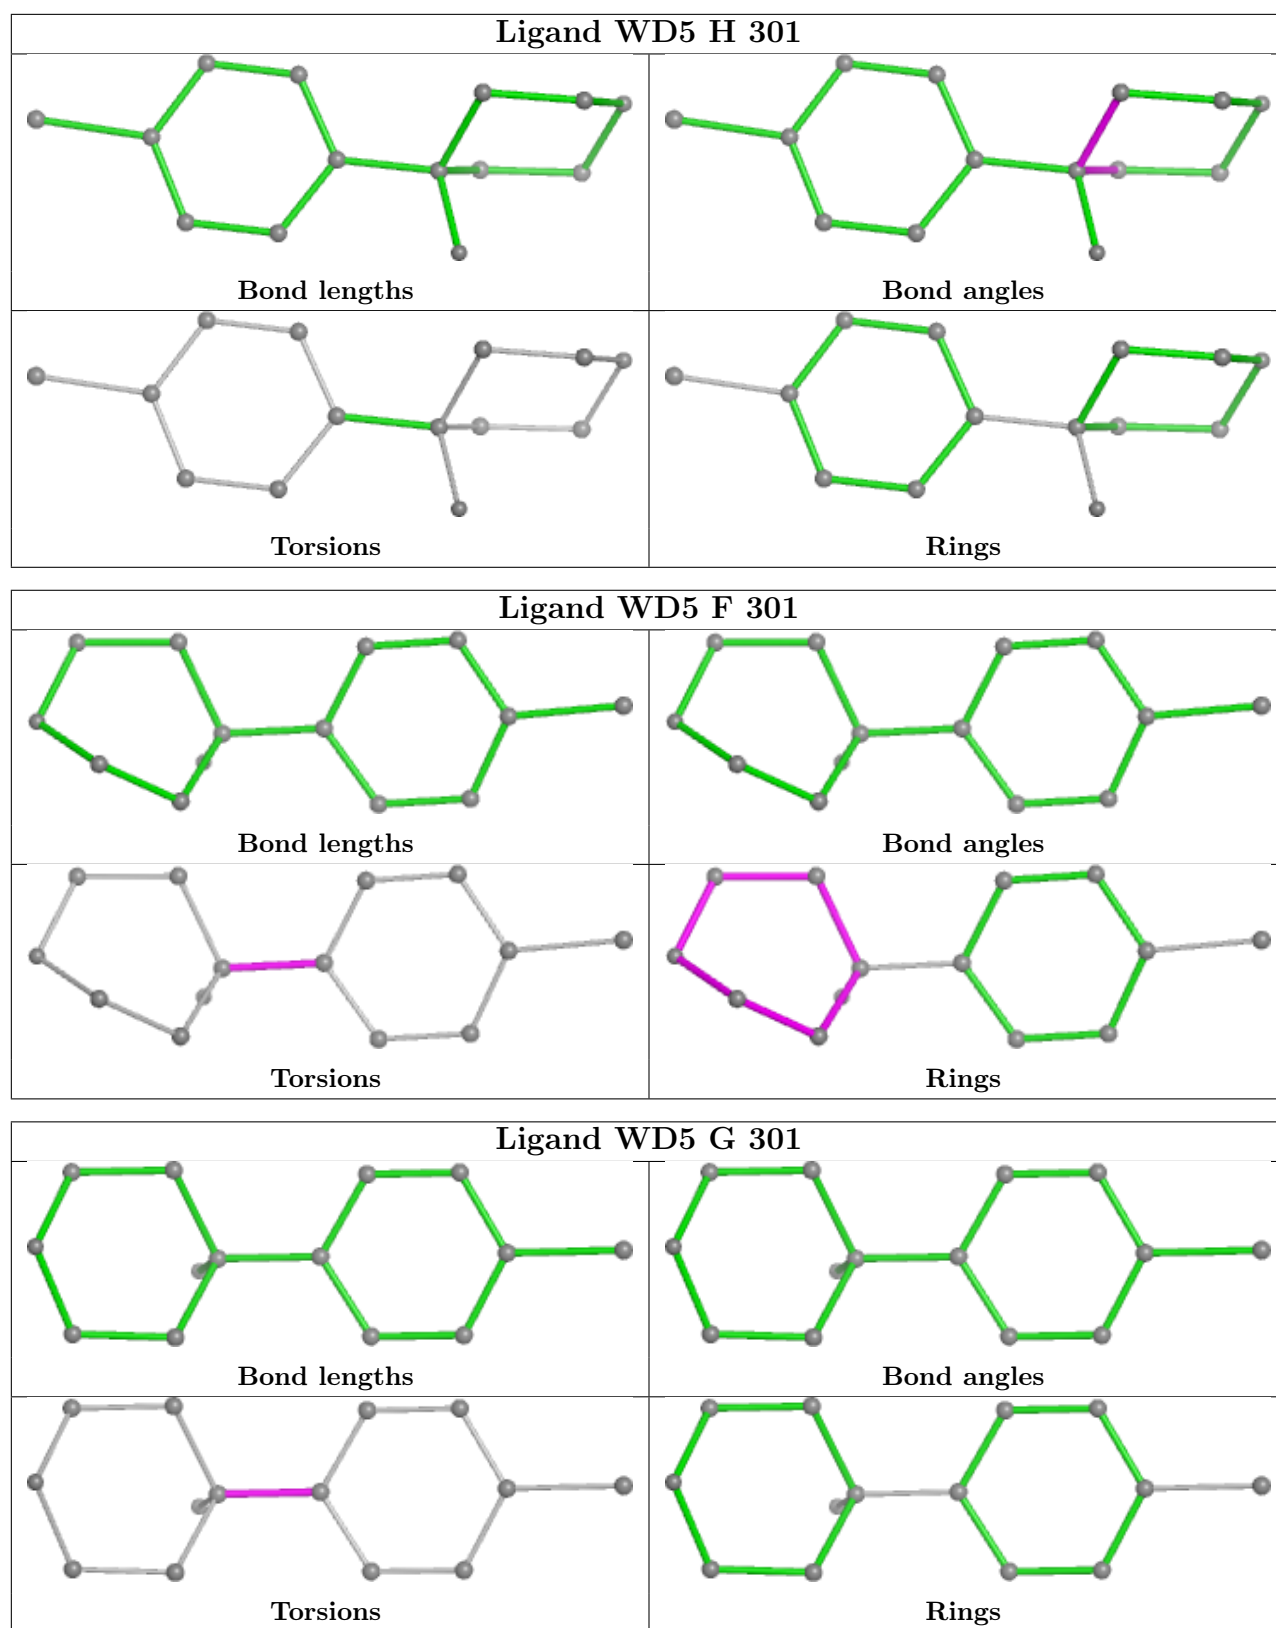 Ligand WD5 H 301
Bond lengths
Bond angles
Torsions
Rings
Ligand WD5 F 301
Bond lengths
Bond angles
Torsions
Rings
Ligand WD5 G 301
Bond lengths
Bond angles
Torsions
Rings